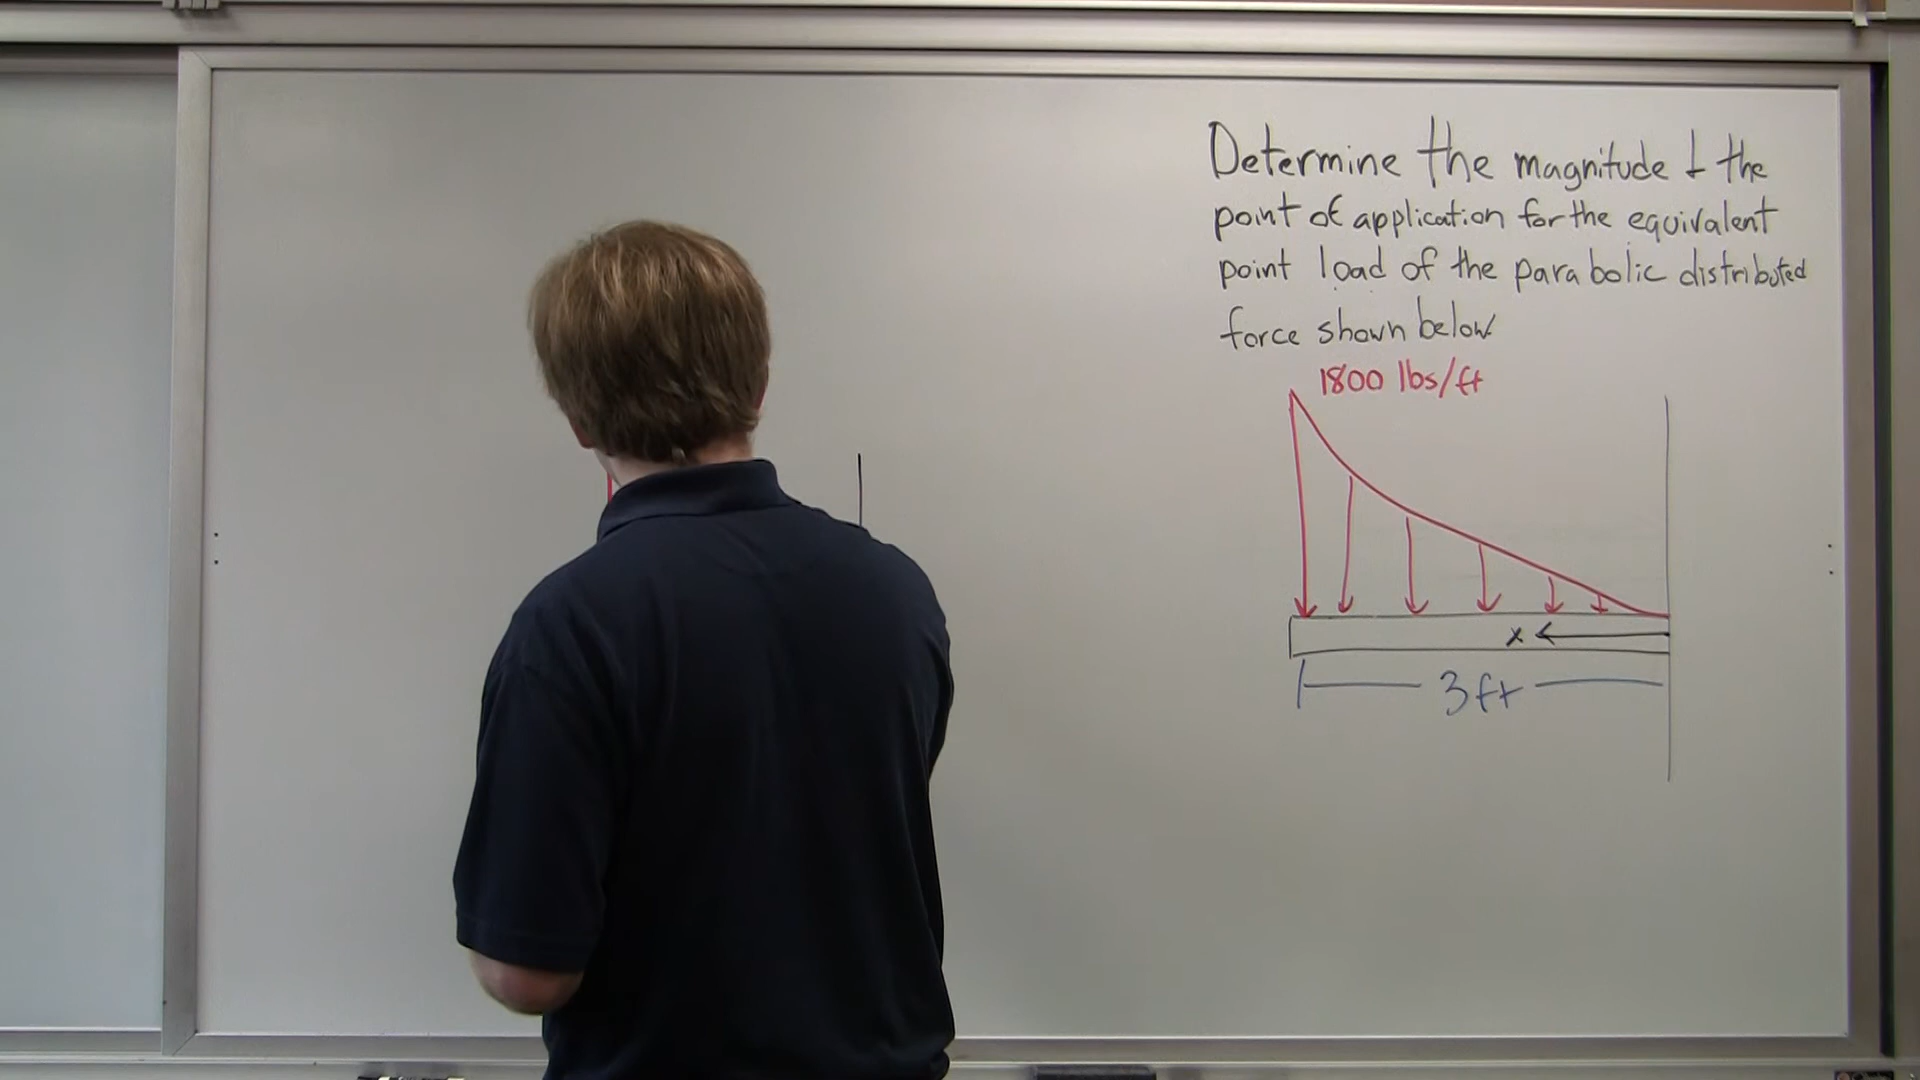 Determine the magnitude & the
point of application for the equivalent
point load of the parabolic distributed
force shown below
1800 lbs/ft
x
3ft